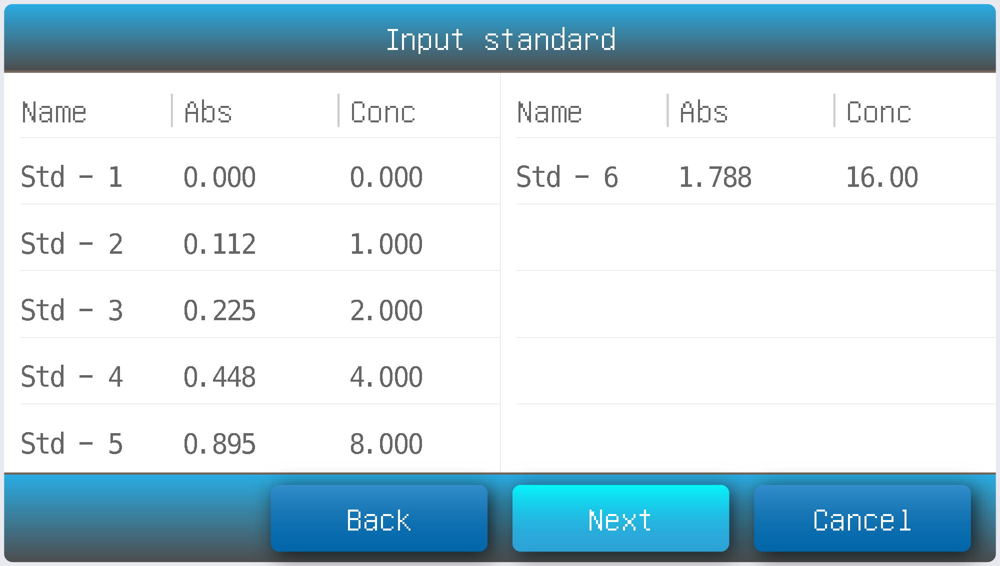 Input standard
Name Abs Conc
Std - 1 0.000 0.000
Std - 2 0.112 1.000
Std - 3 0.225 2.000
Std - 4 0.448 4.000
Std - 5 0.895 8.000
Name Abs Conc
Std - 6 1.788 16.00
Back Next Cancel